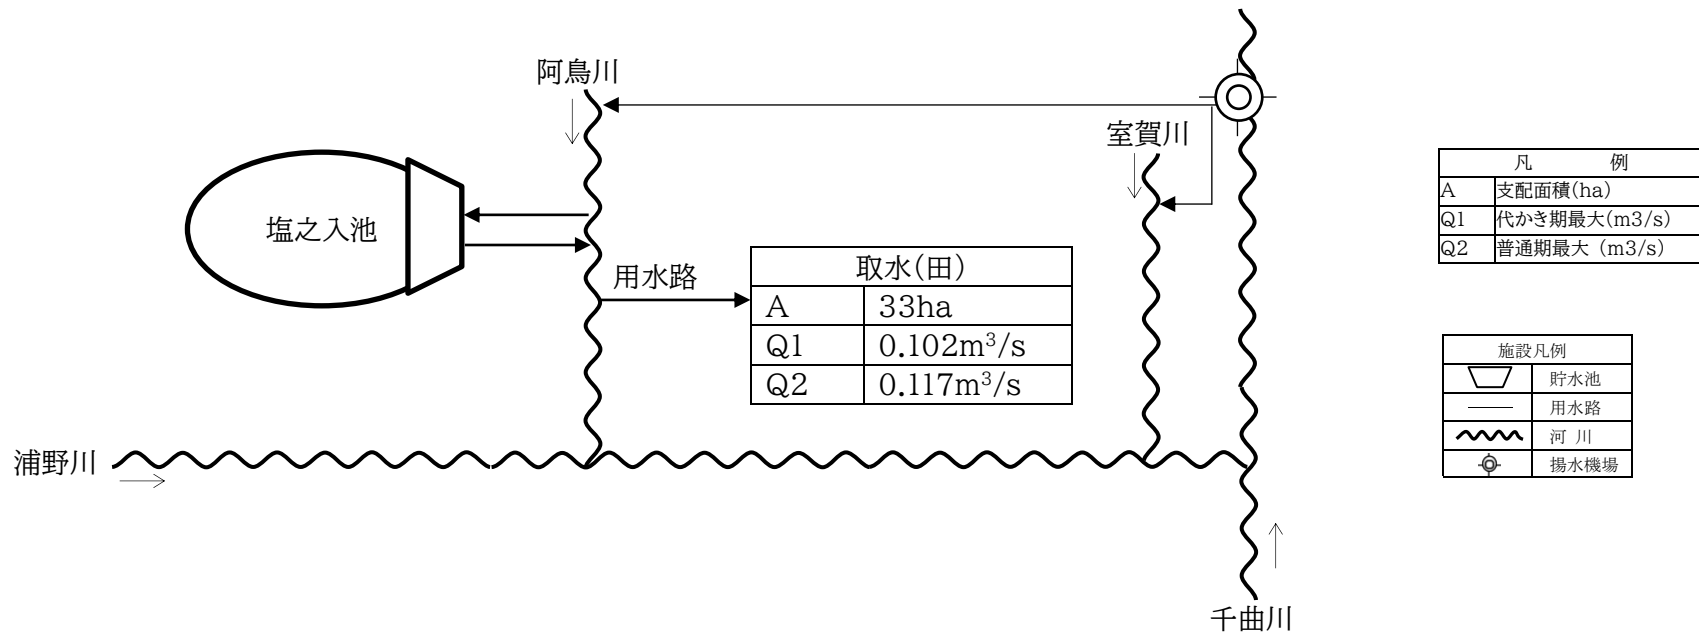 阿鳥川
室賀川
塩之入池
用水路
取水(田)
A 33ha
Q1 0.102m³/s
Q2 0.117m³/s
浦野川
千曲川
凡 例
A 支配面積(ha)
Q1 代かき期最大(m3/s)
Q2 普通期最大 (m3/s)
施設凡例
貯水池
用水路
河 川
揚水機場